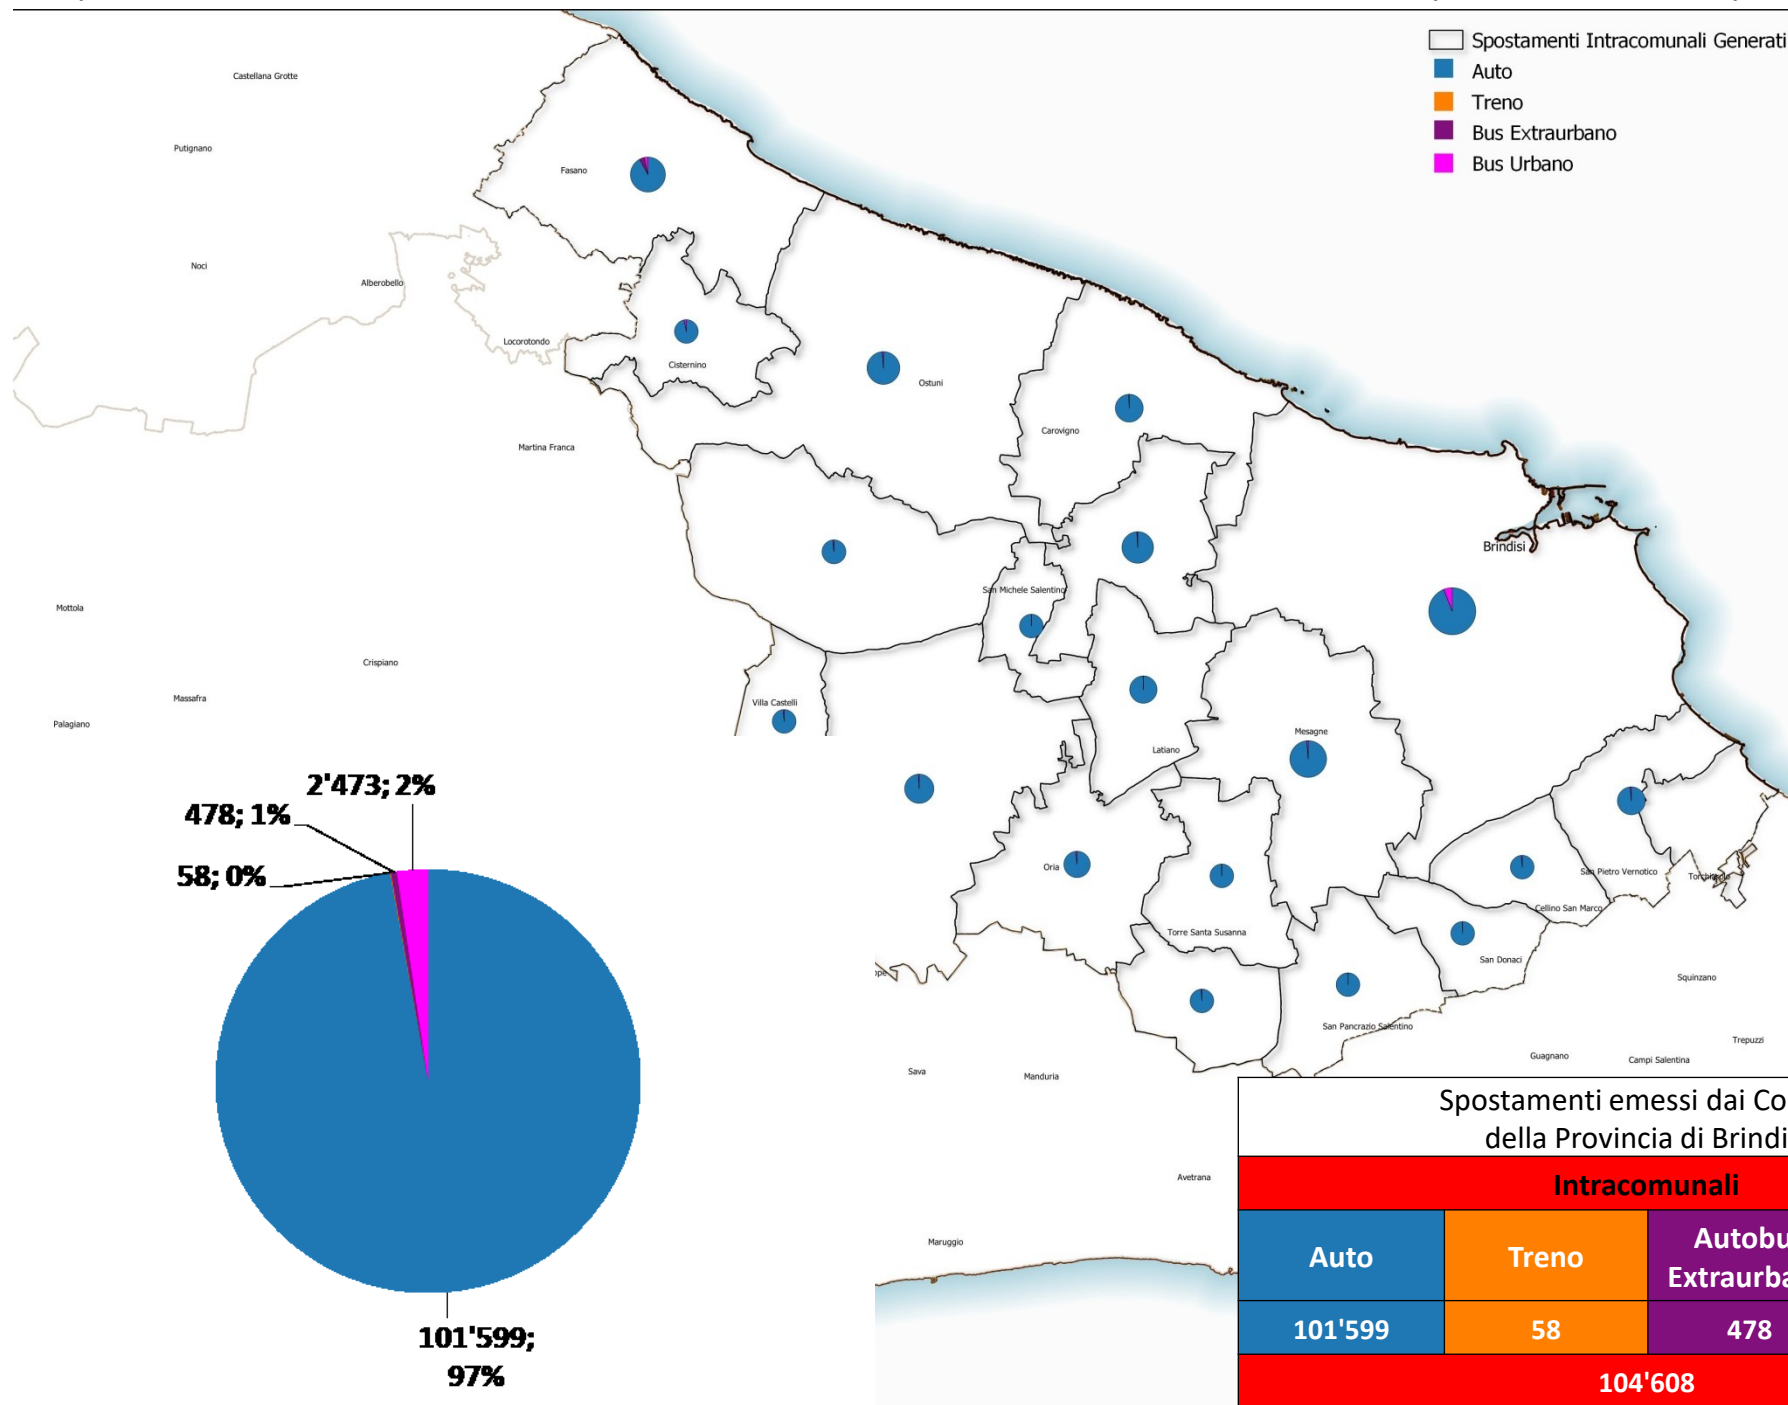 Spostamenti Intracomunali Generati
Auto
Treno
Bus Extraurbano
Bus Urbano
Castellana Grotte
Putignano
Fasano
Noci
Alberobello
Locorotondo
Cisternino
Ostuni
Carovigno
Martina Franca
Brindisi
San Michele Salentino
Mottola
Crispiano
Massafra
Palagiano
Villa Castelli
Mesagne
Latiano
Oria
San Pietro Vernotico
Cellino San Marco
Torre Santa Susanna
San Donaci
Squinzano
San Pancrazio Salentino
Trepuzzi
Guagnano
Campi Salentina
Sava
Manduria
Avetrana
Maruggio
2'473; 2%
478; 1%
58; 0%
101'599;
97%
Spostamenti emessi dai Co
della Provincia di Brindi
Intracomunali
Auto
Treno
Autobu
Extraurba
101'599
58
478
104'608